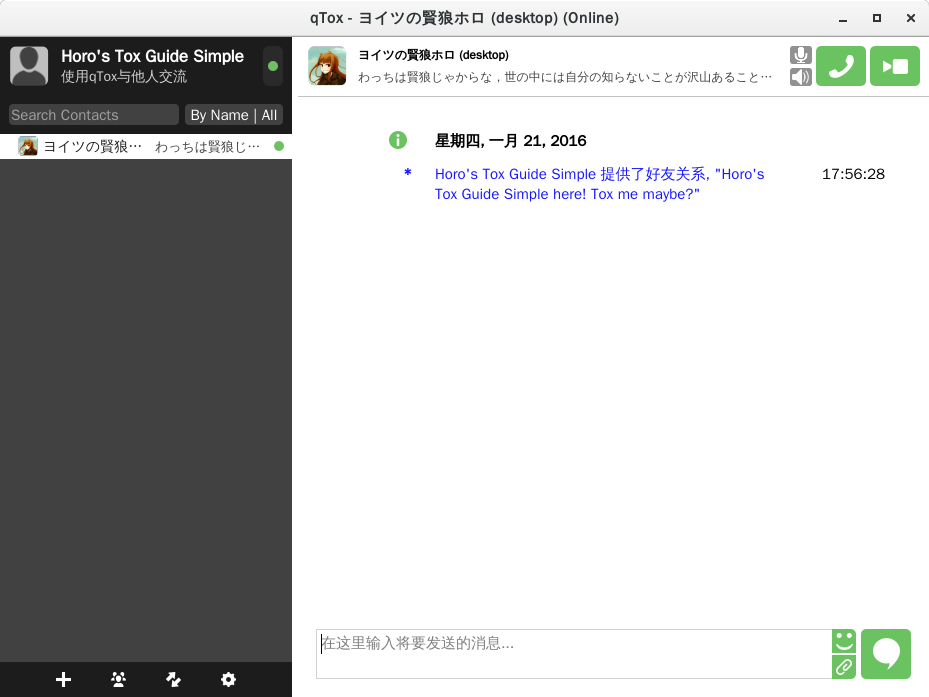 qTox - ヨイツの賢狼ホロ (desktop) (Online)
Horo's Tox Guide Simple
使用qTox与他人交流
Search Contacts
By Name | All
ヨイツの賢狼… わっちは賢狼じ…
ヨイツの賢狼ホロ (desktop)
わっちは賢狼じゃからな，世の中には自分の知らないことが沢山あること…
星期四, 一月 21, 2016
Horo's Tox Guide Simple 提供了好友关系, "Horo's 17:56:28
Tox Guide Simple here! Tox me maybe?"
在这里输入将要发送的消息...